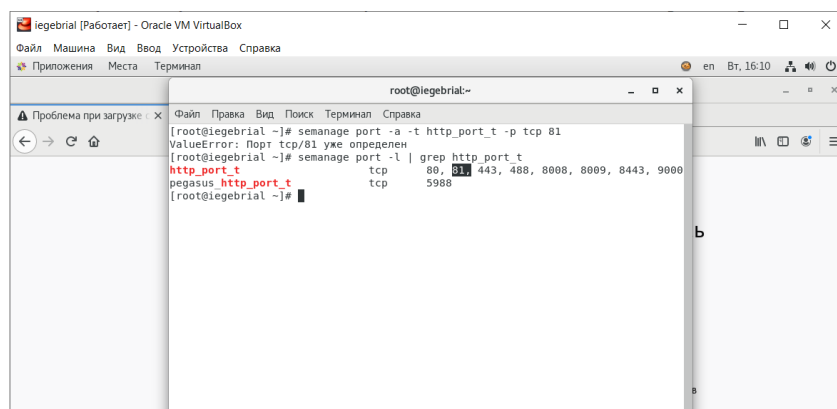 iegebrial [Работает] - Oracle VM VirtualBox
Файл Машина Вид Ввод Устройства Справка
Приложения Места Терминал en Вт, 16:10
root@iegebrial:~
Проблема при загрузке с
Файл Правка Вид Поиск Терминал Справка
[root@iegebrial ~]# semanage port -a -t http_port_t -p tcp 81
ValueError: Порт tcp/81 уже определен
[root@iegebrial ~]# semanage port -l | grep http_port_t
http_port_t tcp 80, 81, 443, 488, 8008, 8009, 8443, 9000
pegasus_http_port_t tcp 5988
[root@iegebrial ~]#
ь
в